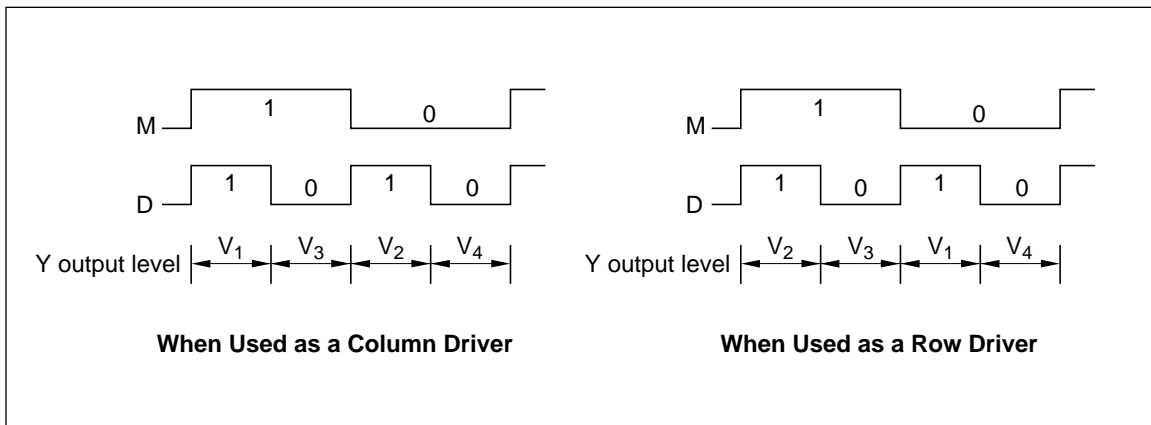 M 1 0
D 1 0 1 0
Y output level V1 V3 V2 V4
When Used as a Column Driver
M 1 0
D 1 0 1 0
Y output level V2 V3 V1 V4
When Used as a Row Driver